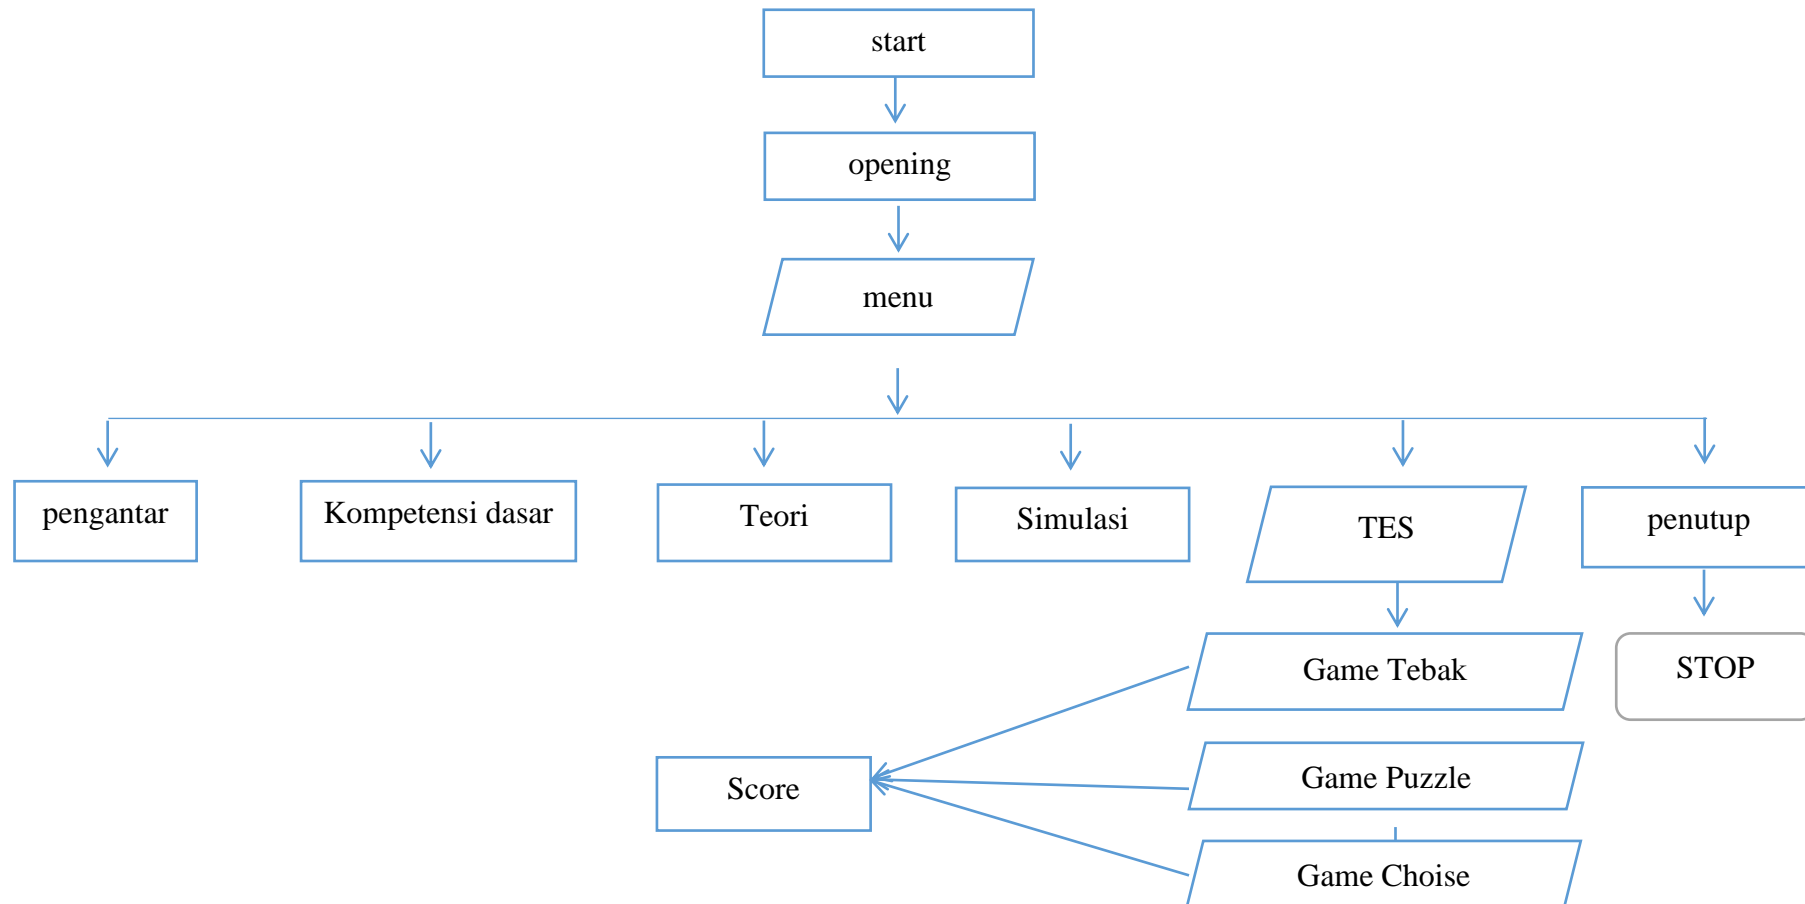 start
opening
menu
pengantar
Kompetensi dasar
Teori
Simulasi
TES
penutup
Game Tebak
STOP
Score
Game Puzzle
Game Choise